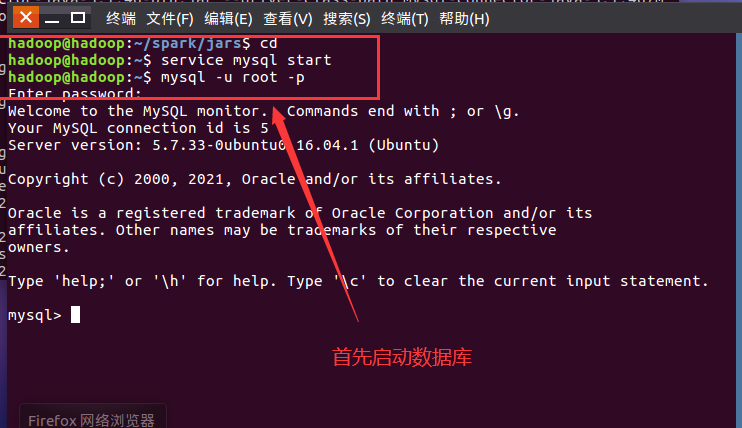 终端 文件(F) 编辑(E) 查看(V) 搜索(S) 终端(T) 帮助(H)
hadoop@hadoop:~/spark/jars$ cd
hadoop@hadoop:~$ service mysql start
hadoop@hadoop:~$ mysql -u root -p
Enter password:
Welcome to the MySQL monitor. Commands end with ; or \g.
Your MySQL connection id is 5
Server version: 5.7.33-0ubuntu0.16.04.1 (Ubuntu)
Copyright (c) 2000, 2021, Oracle and/or its affiliates.
Oracle is a registered trademark of Oracle Corporation and/or its
affiliates. Other names may be trademarks of their respective
owners.
Type 'help;' or '\h' for help. Type '\c' to clear the current input statement.
mysql>
首先启动数据库
Firefox 网络浏览器